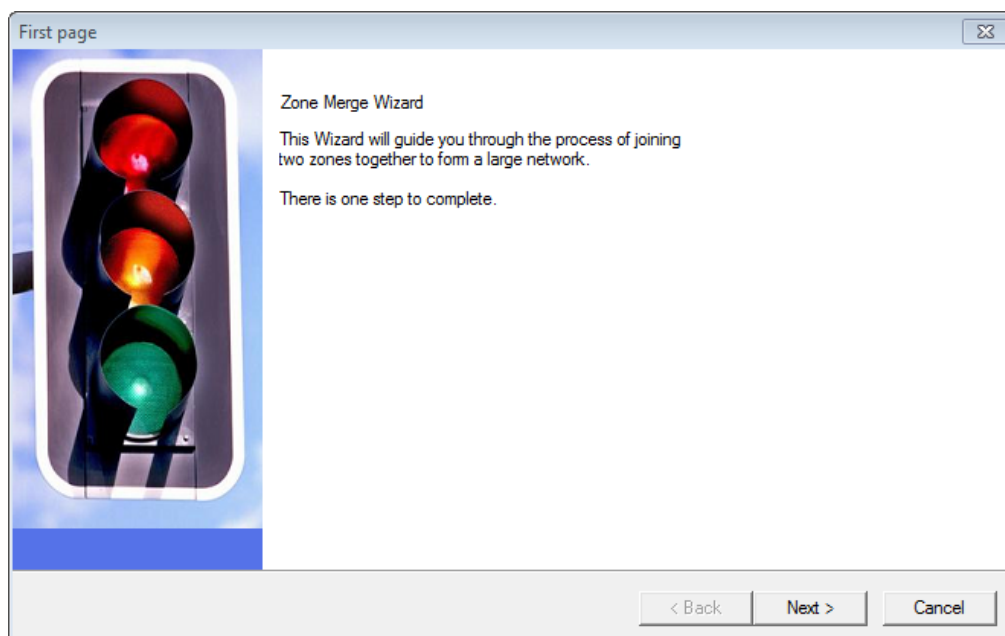 First page
Zone Merge Wizard
This Wizard will guide you through the process of joining
two zones together to form a large network.
There is one step to complete.
< Back
Next >
Cancel